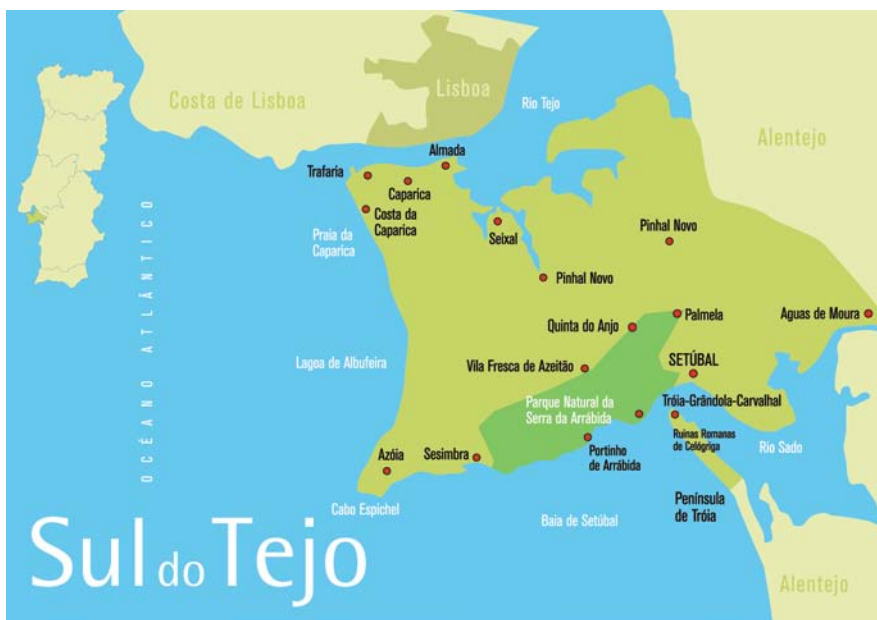 Costa de Lisboa
Lisboa
Rio Tejo
Alentejo
Almada
Trafaria
Caparica
Costa da
Caparica
Praia da
Caparica
Seixal
Pinhal Novo
Pinhal Novo
OCÉANO ATLÂNTICO
Palmela
Aguas de Moura
Quinta do Anjo
Lagoa de Albufeira
Vila Fresca de Azeitão
SETÚBAL
Parque Natural da
Serra da Arrábida
Tróia-Grândola-Carvalhal
Ruinas Romanas
de Celógriga
Rio Sado
Portinho
de Arrábida
Azóia
Sesimbra
Cabo Espichel
Baia de Setúbal
Península
de Tróia
Sul do Tejo
Alentejo